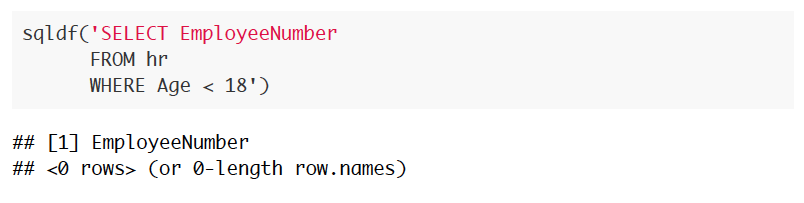 sqldf('SELECT EmployeeNumber
FROM hr
WHERE Age < 18')
## [1] EmployeeNumber
## <0 rows> (or 0-length row.names)